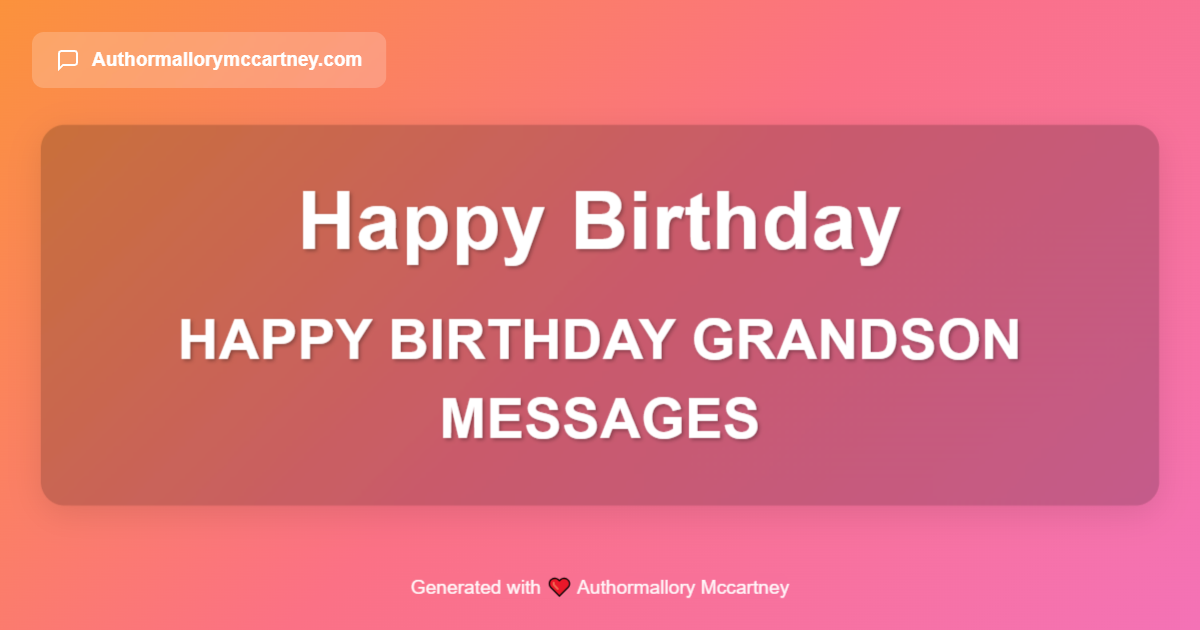 Authormallorymccartney.com
Happy Birthday
HAPPY BIRTHDAY GRANDSON
MESSAGES
Generated with ❤️ Authormallory Mccartney